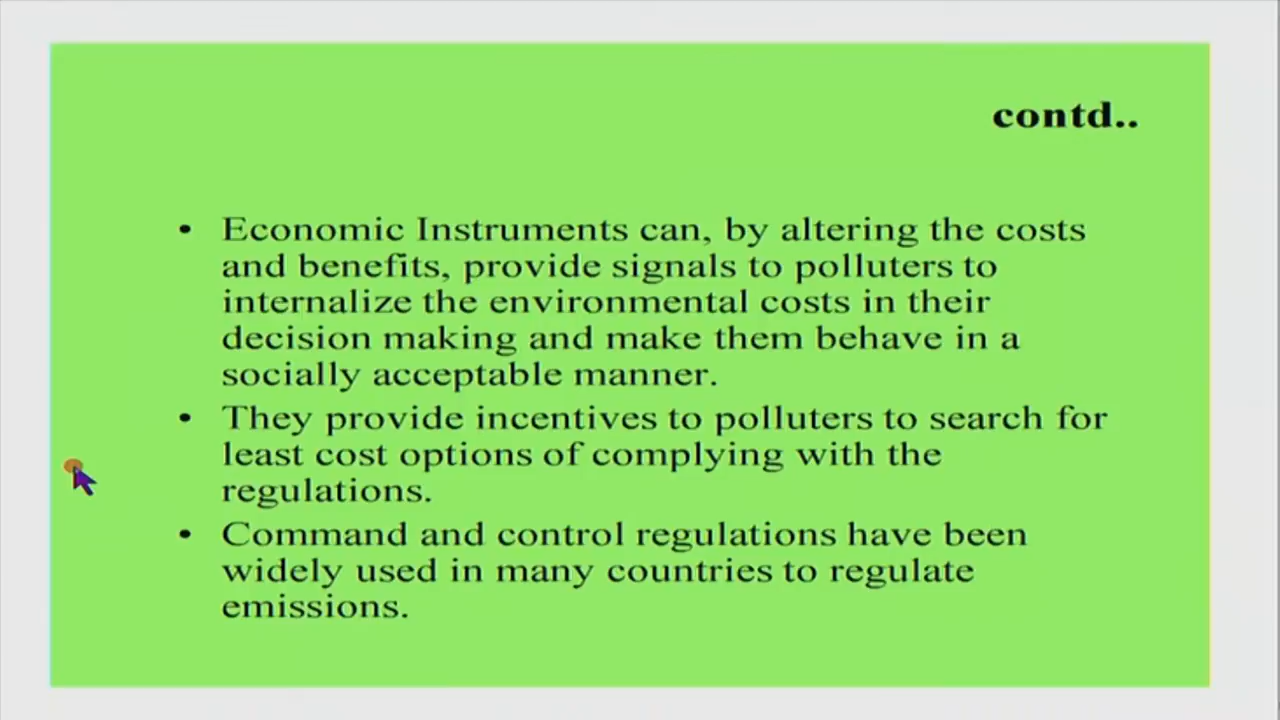 contd..
• Economic Instruments can, by altering the costs
and benefits, provide signals to polluters to
internalize the environmental costs in their
decision making and make them behave in a
socially acceptable manner.
• They provide incentives to polluters to search for
least cost options of complying with the
regulations.
• Command and control regulations have been
widely used in many countries to regulate
emissions.